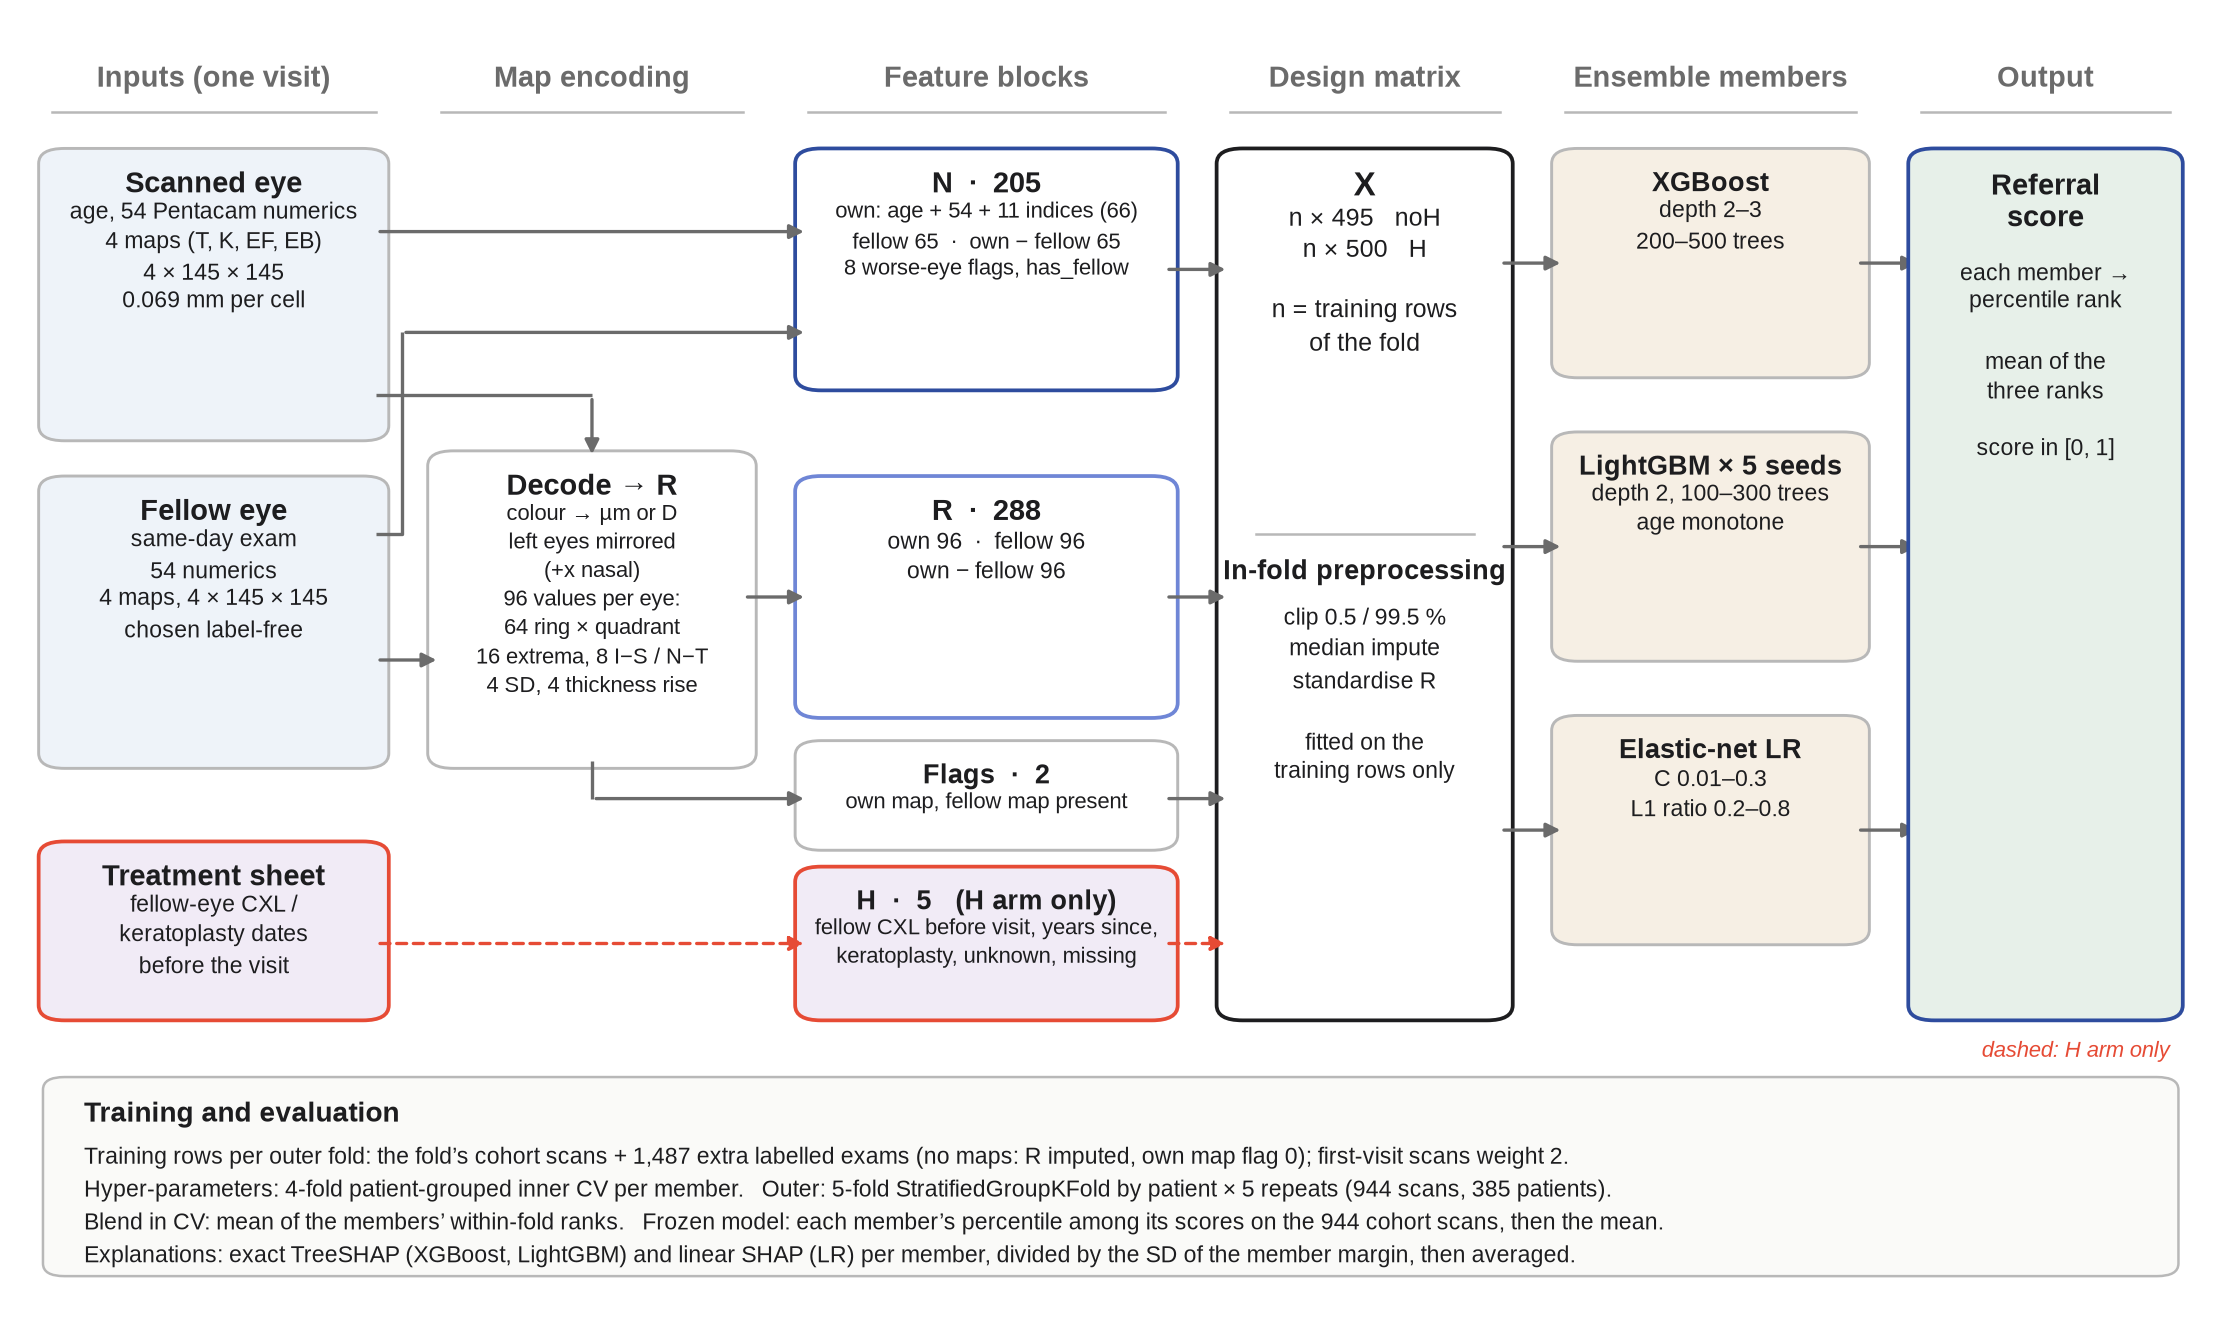 Inputs (one visit)
Map encoding
Feature blocks
Design matrix
Ensemble members
Output
Scanned eye
age, 54 Pentacam numerics
4 maps (T, K, EF, EB)
4 × 145 × 145
0.069 mm per cell
Fellow eye
same-day exam
54 numerics
4 maps, 4 × 145 × 145
chosen label-free
Treatment sheet
fellow-eye CXL /
keratoplasty dates
before the visit
Decode → R
colour → µm or D
left eyes mirrored
(+x nasal)
96 values per eye:
64 ring × quadrant
16 extrema, 8 I−S / N−T
4 SD, 4 thickness rise
N · 205
own: age + 54 + 11 indices (66)
fellow 65 · own − fellow 65
8 worse-eye flags, has_fellow
R · 288
own 96 · fellow 96
own − fellow 96
Flags · 2
own map, fellow map present
H · 5 (H arm only)
fellow CXL before visit, years since,
keratoplasty, unknown, missing
X
n × 495 noH
n × 500 H
n = training rows
of the fold
In-fold preprocessing
clip 0.5 / 99.5 %
median impute
standardise R
fitted on the
training rows only
XGBoost
depth 2–3
200–500 trees
LightGBM × 5 seeds
depth 2, 100–300 trees
age monotone
Elastic-net LR
C 0.01–0.3
L1 ratio 0.2–0.8
Referral
score
each member →
percentile rank
mean of the
three ranks
score in [0, 1]
dashed: H arm only
Training and evaluation
Training rows per outer fold: the fold’s cohort scans + 1,487 extra labelled exams (no maps: R imputed, own map flag 0); first-visit scans weight 2.
Hyper-parameters: 4-fold patient-grouped inner CV per member. Outer: 5-fold StratifiedGroupKFold by patient × 5 repeats (944 scans, 385 patients).
Blend in CV: mean of the members’ within-fold ranks. Frozen model: each member’s percentile among its scores on the 944 cohort scans, then the mean.
Explanations: exact TreeSHAP (XGBoost, LightGBM) and linear SHAP (LR) per member, divided by the SD of the member margin, then averaged.